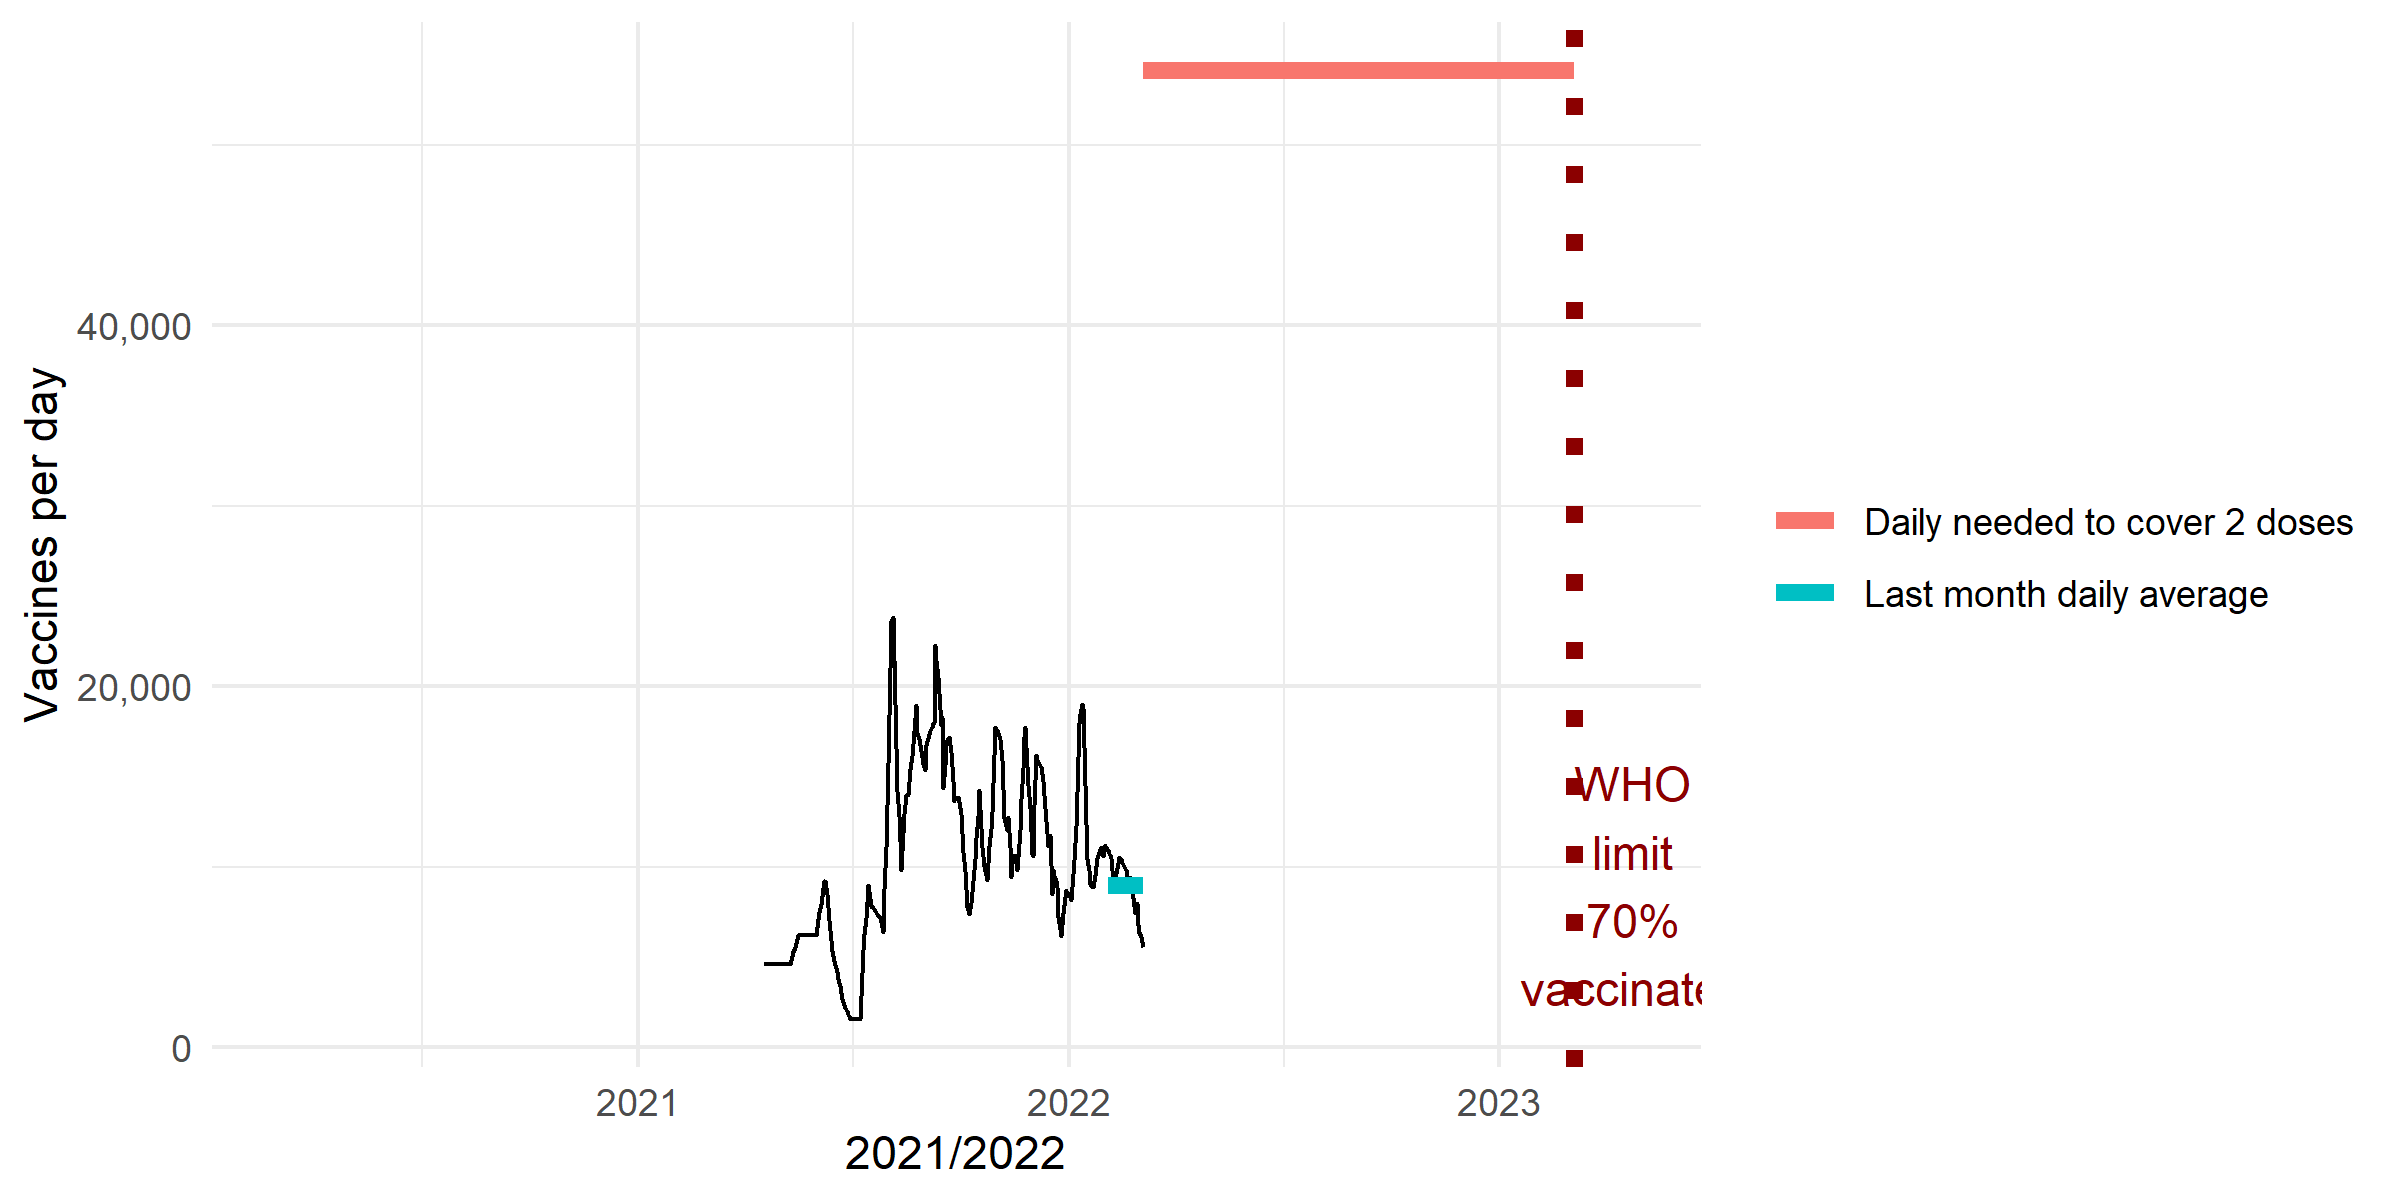 Vaccines per day
40,000
20,000
0
2021
2022
2023
2021/2022
WHO
limit
70%
vaccinate
Daily needed to cover 2 doses
Last month daily average